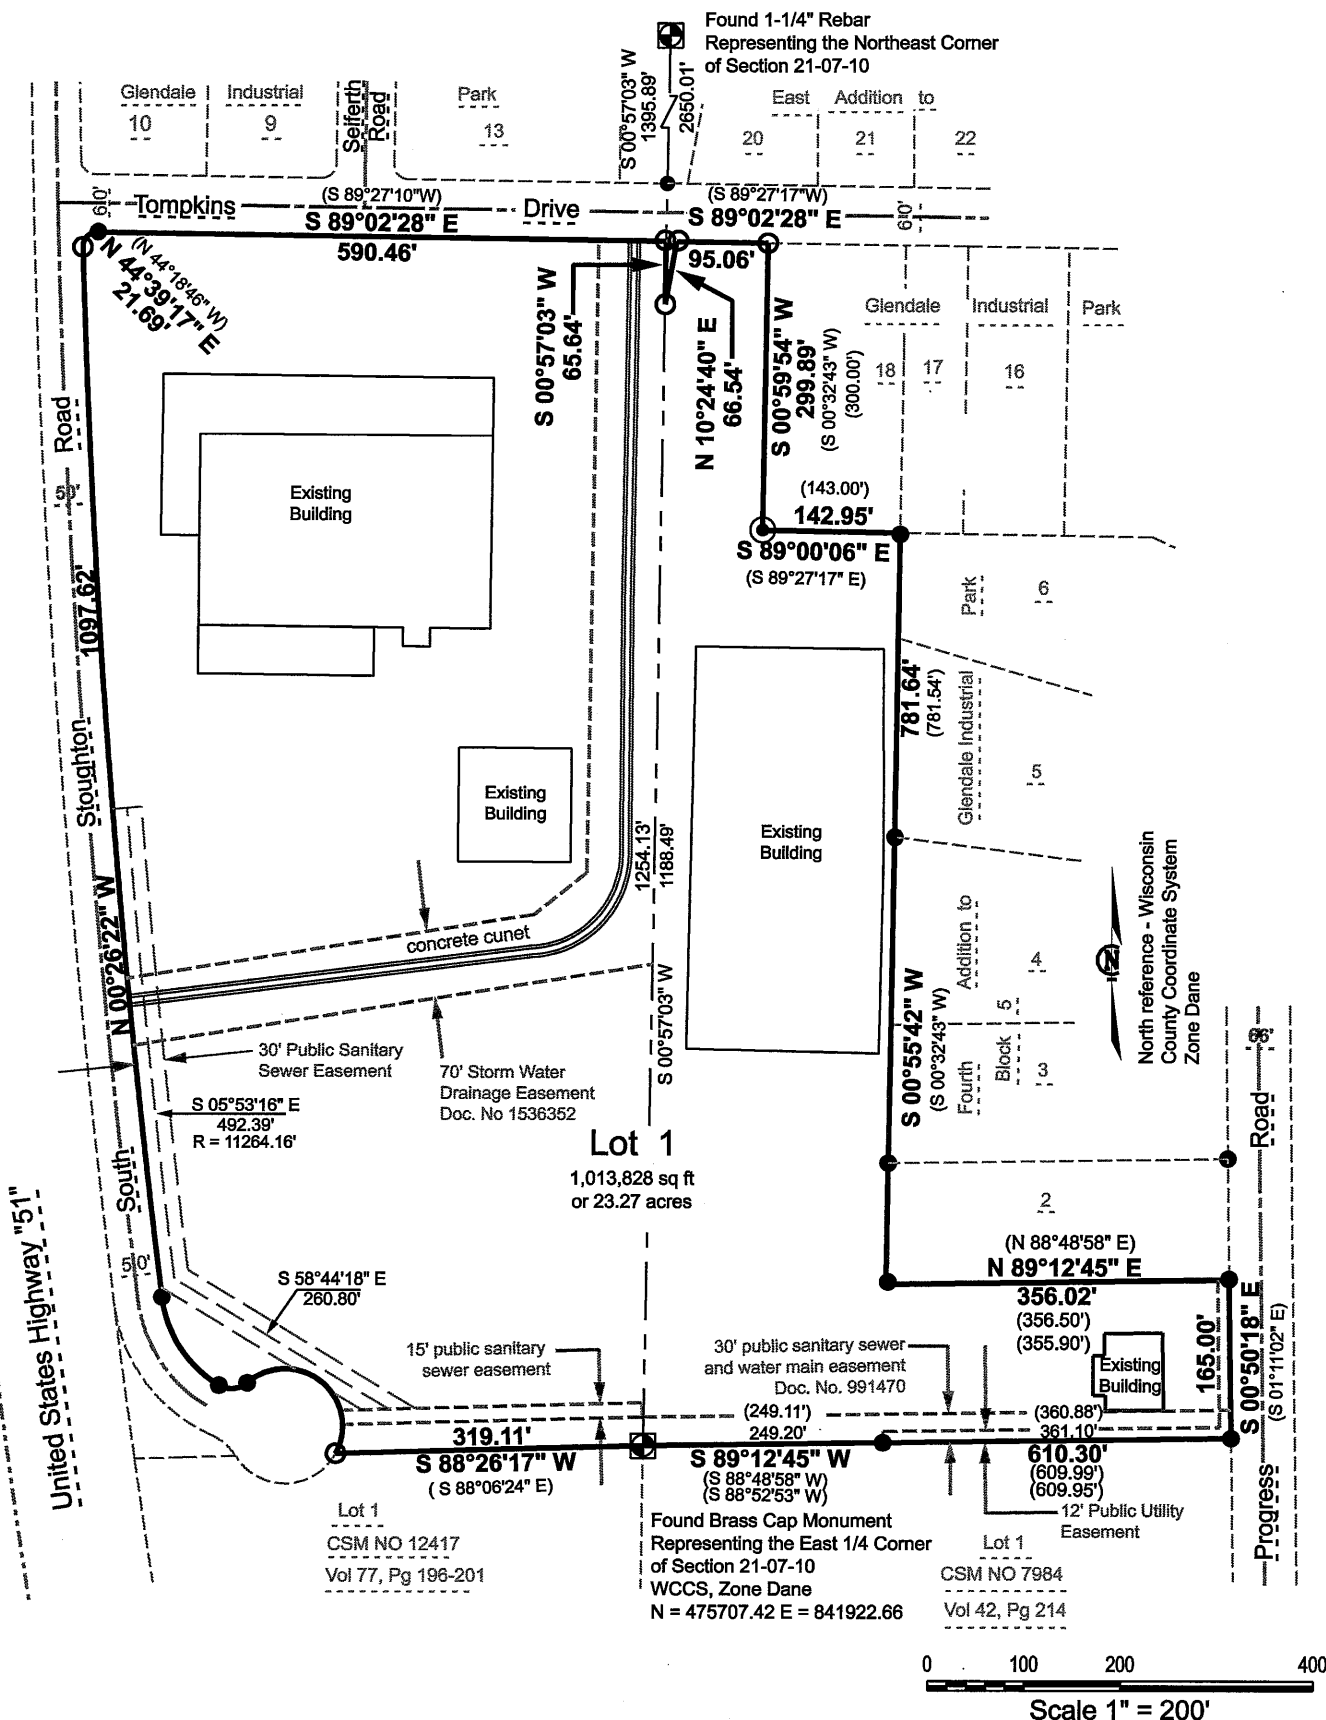 Found 1-1/4" Rebar
Representing the Northeast Corner
of Section 21-07-10
S 00°57'03" W
1395.89'
2650.01'
Glendale
Industrial
Park
East
Addition to
10
9
13
20
21
22
Seiferth
Road
(S 89°27'10"W)
Tompkins
Drive
S 89°02'28" E
590.46'
60'
(S 89°27'17"W)
S 89°02'28" E
95.06'
60'
(N 44°18'46" W)
N 44°39'17" E
21.69'
S 00°57'03" W
65.64'
N 10°24'40" E
66.54'
S 00°59'54" W
299.89'
(S 00°32'43" W)
(300.00')
Glendale
Industrial
Park
18
17
16
Road
50'
Existing
Building
(143.00')
142.95'
S 89°00'06" E
(S 89°27'17" E)
1097.62'
Park
6
781.64'
(781.54')
Glendale Industrial
5
Stoughton
Existing
Building
Existing
Building
1254.13'
1188.49'
N 00°26'22" W
concrete cunet
S 00°57'03" W
S 00°55'42" W
(S 00°32'43" W)
Addition to
4
5
Block
Fourth
3
North reference - Wisconsin
County Coordinate System
Zone Dane
N
66'
Road
30' Public Sanitary
Sewer Easement
70' Storm Water
Drainage Easement
Doc. No 1536352
S 05°53'16" E
492.39'
R = 11264.16'
Lot 1
1,013,828 sq ft
or 23.27 acres
South
50'
United States Highway "51"
2
(N 88°48'58" E)
N 89°12'45" E
356.02'
(356.50')
(355.90')
S 58°44'18" E
260.80'
15' public sanitary
sewer easement
30' public sanitary sewer
and water main easement
Doc. No. 991470
Existing
Building
165.00'
S 00°50'18" E
(S 01°11'02" E)
(249.11')
249.20'
(360.88')
361.10'
319.11'
S 88°26'17" W
( S 88°06'24" E)
S 89°12'45" W
(S 88°48'58" W)
(S 88°52'53" W)
610.30'
(609.99')
(609.95')
Lot 1
CSM NO 12417
Vol 77, Pg 196-201
Found Brass Cap Monument
Representing the East 1/4 Corner
of Section 21-07-10
WCCS, Zone Dane
N = 475707.42 E = 841922.66
12' Public Utility
Easement
Lot 1
CSM NO 7984
Vol 42, Pg 214
Progress
0 100 200 400
Scale 1" = 200'